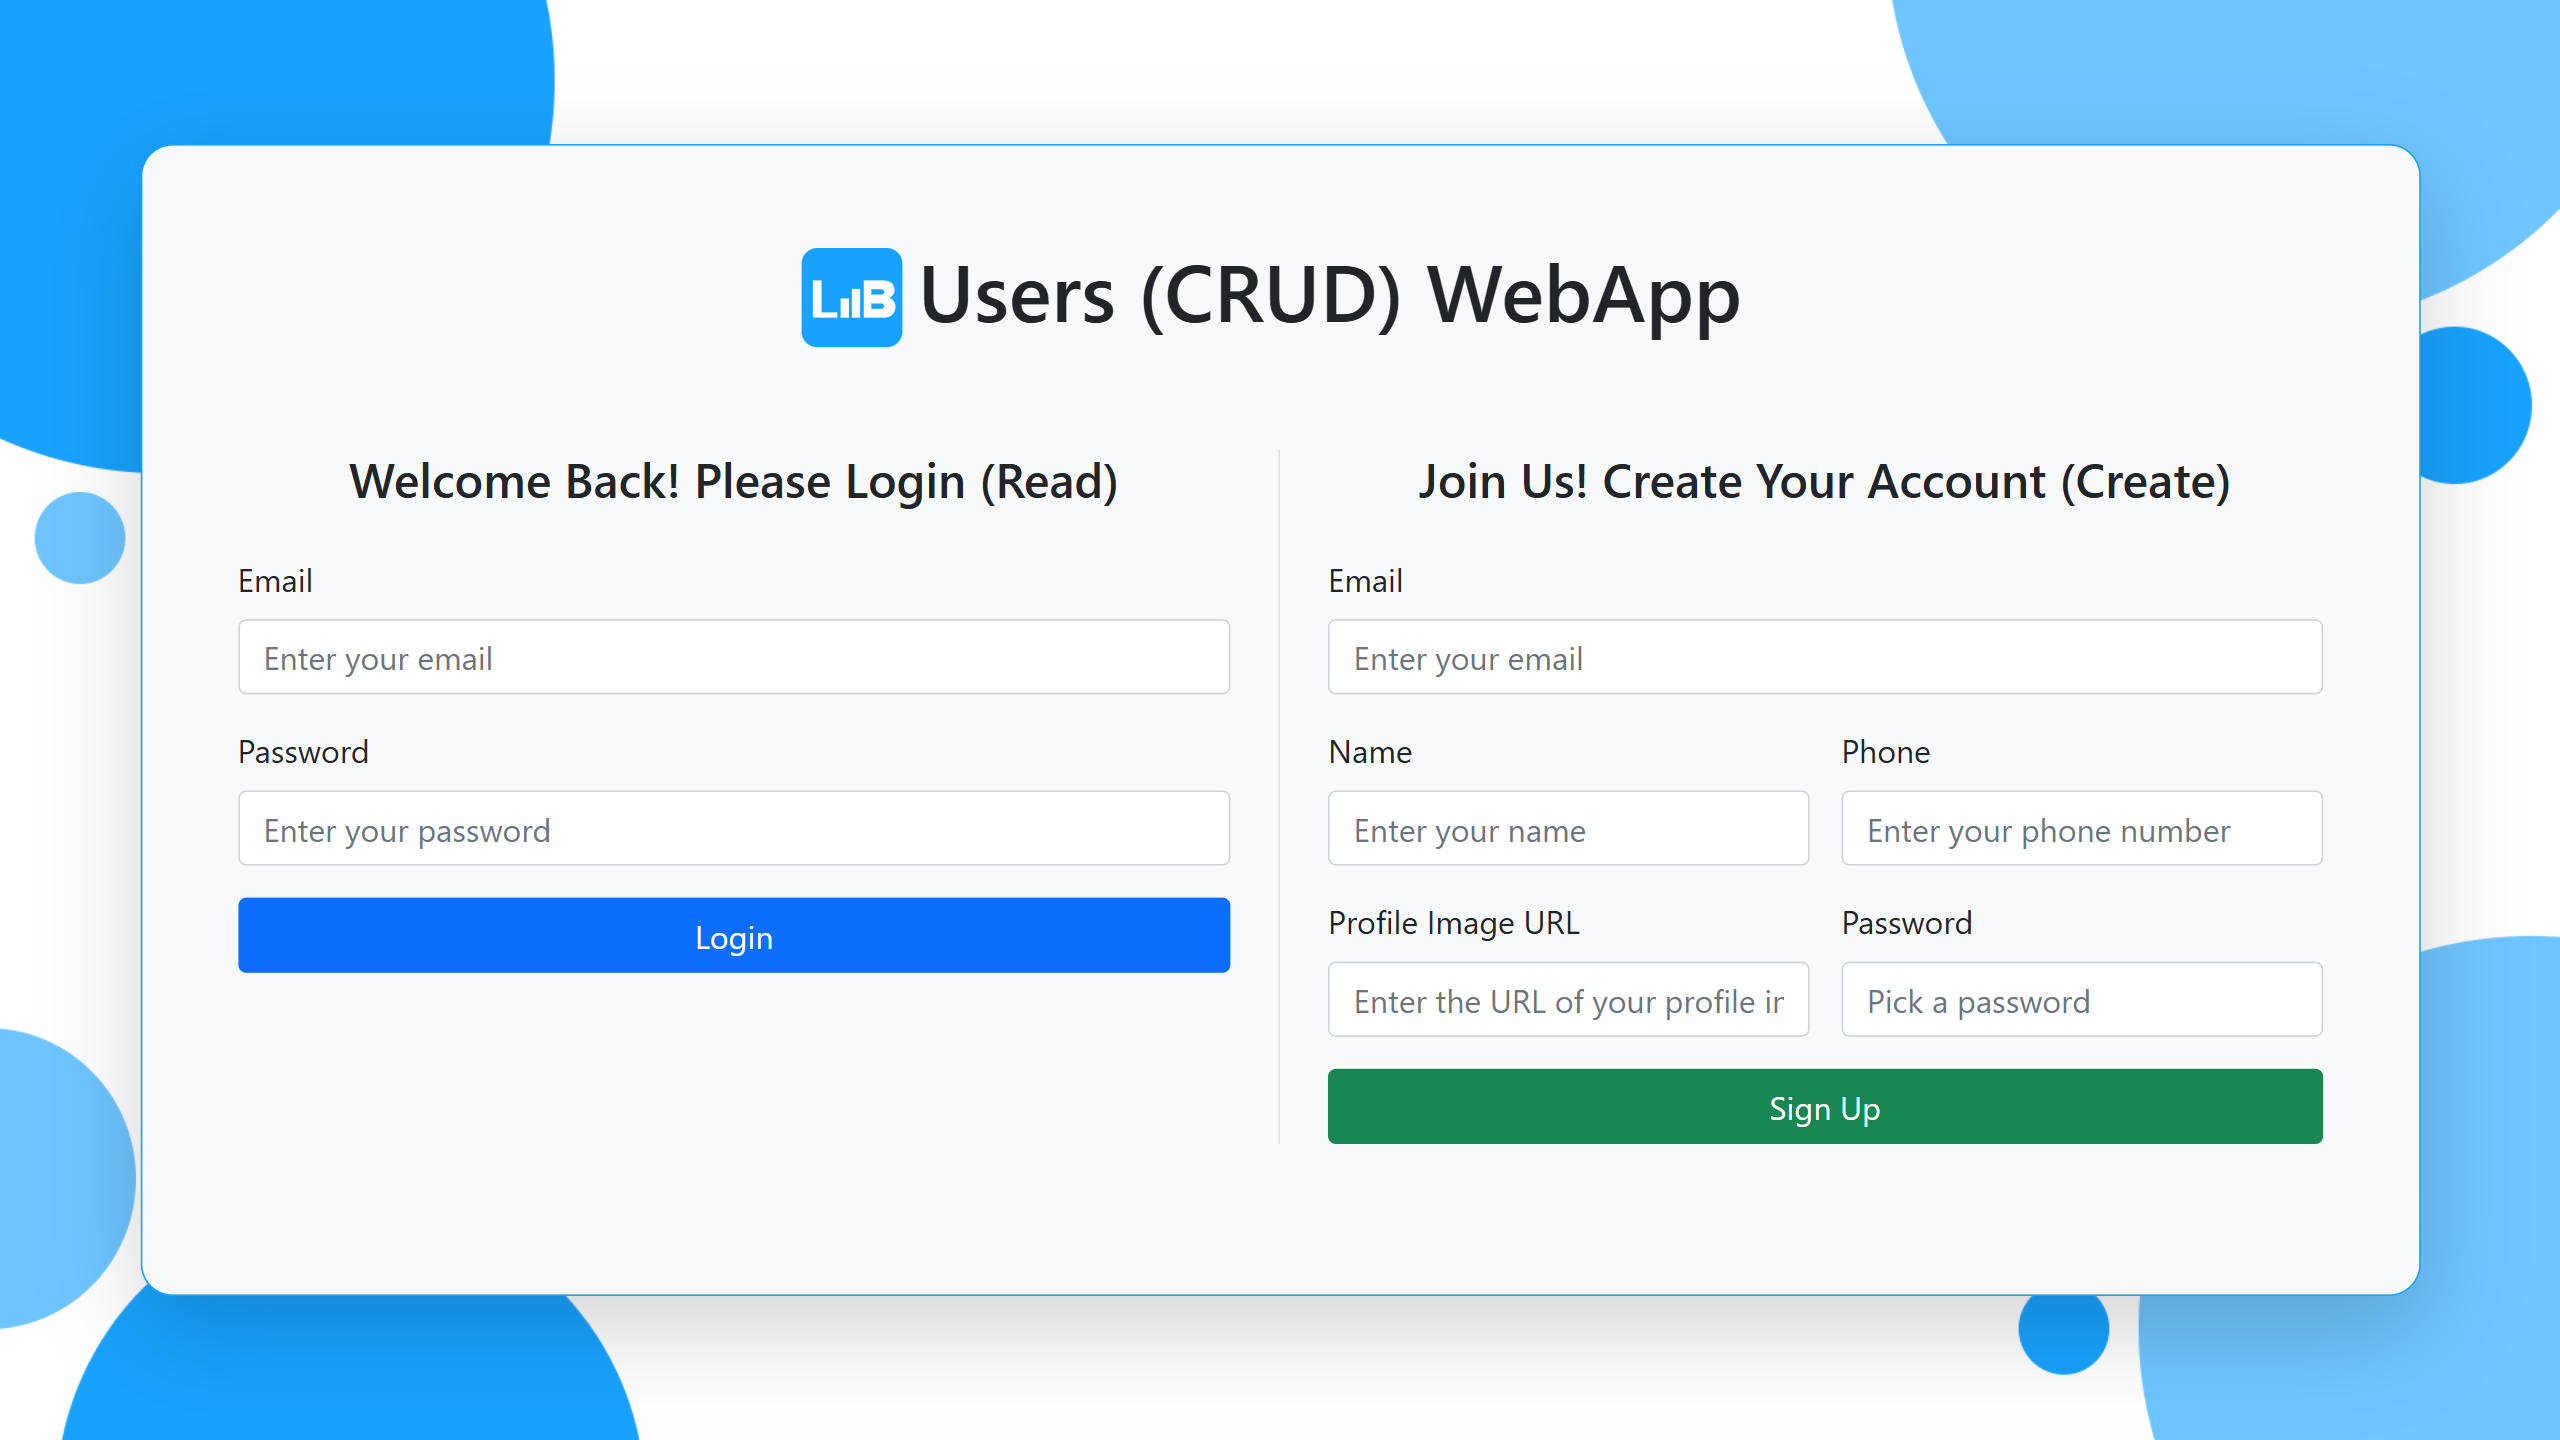 LIB Users (CRUD) WebApp
Welcome Back! Please Login (Read)
Email
Enter your email
Password
Enter your password
Login
Join Us! Create Your Account (Create)
Email
Enter your email
Name Phone
Enter your name Enter your phone number
Profile Image URL Password
Enter the URL of your profile Pick a password
Sign Up